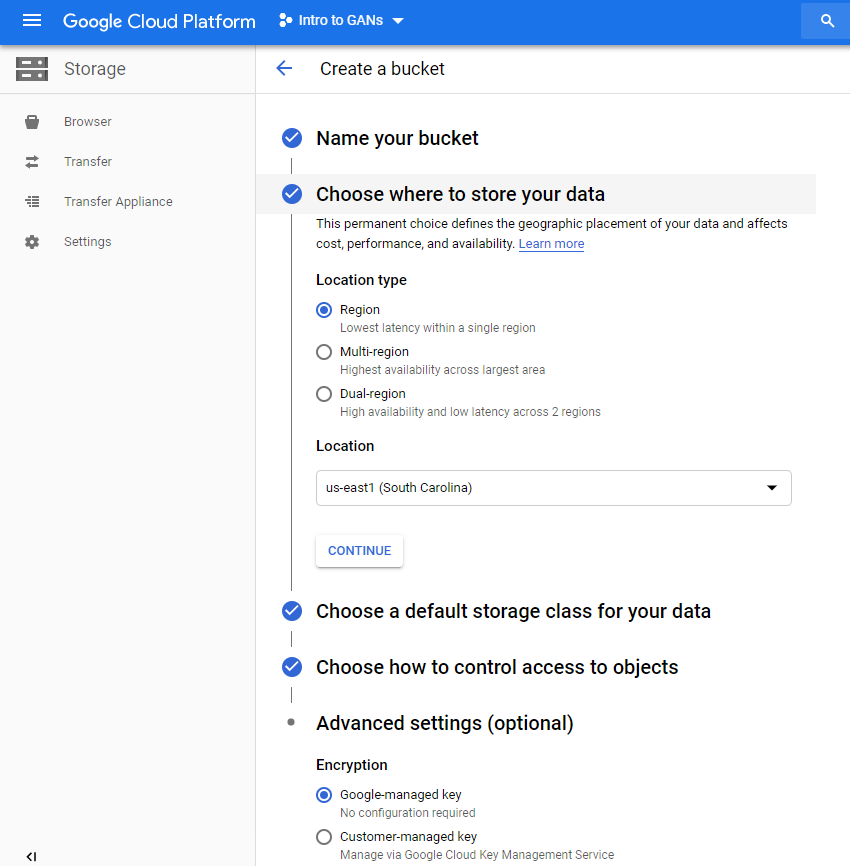 Google Cloud Platform
Intro to GANs
Storage
Create a bucket
Browser
Transfer
Transfer Appliance
Settings
Name your bucket
Choose where to store your data
This permanent choice defines the geographic placement of your data and affects
cost, performance, and availability. Learn more
Location type
Region
Lowest latency within a single region
Multi-region
Highest availability across largest area
Dual-region
High availability and low latency across 2 regions
Location
us-east1 (South Carolina)
CONTINUE
Choose a default storage class for your data
Choose how to control access to objects
Advanced settings (optional)
Encryption
Google-managed key
No configuration required
Customer-managed key
Manage via Google Cloud Key Management Service